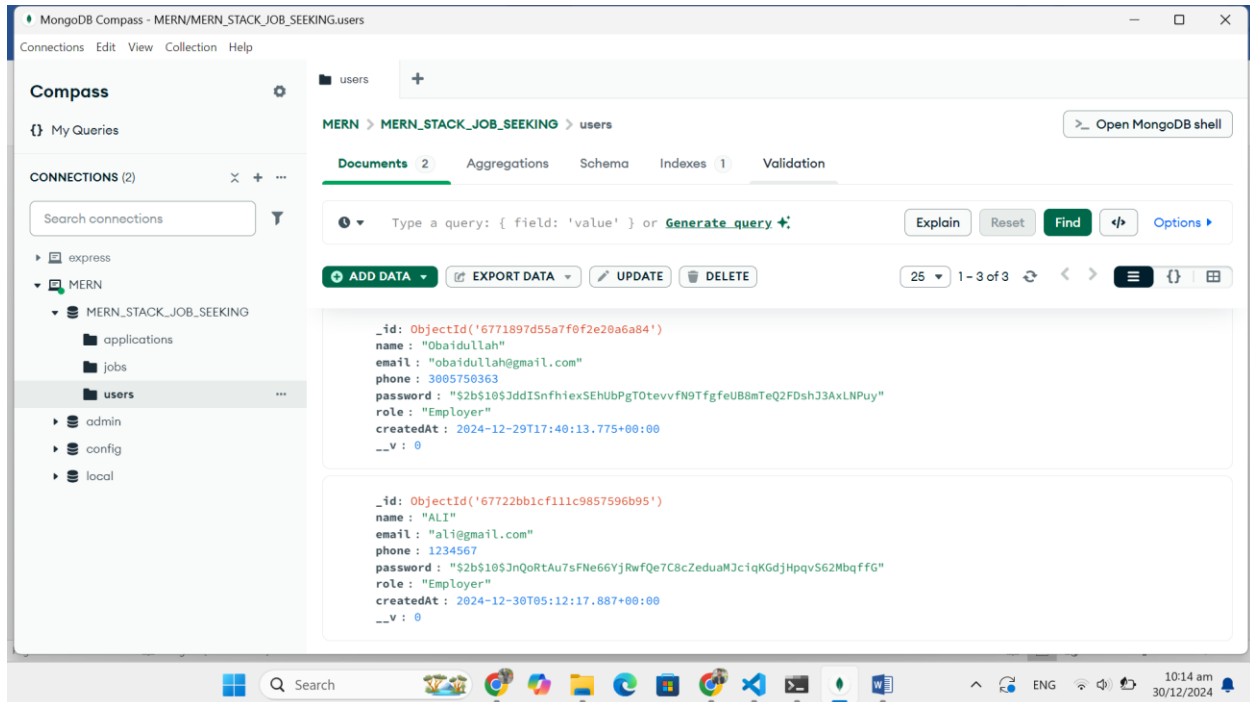 MongoDB Compass - MERN/MERN_STACK_JOB_SEEKING.users
Connections Edit View Collection Help
Compass
{} My Queries
CONNECTIONS (2)
Search connections
express
MERN
MERN_STACK_JOB_SEEKING
applications
jobs
users
admin
config
local
users
MERN > MERN_STACK_JOB_SEEKING > users
>_ Open MongoDB shell
Documents 2 Aggregations Schema Indexes 1 Validation
Type a query: { field: 'value' } or Generate query
Explain Reset Find </> Options
ADD DATA EXPORT DATA UPDATE DELETE
25 1 – 3 of 3 {}
_id: ObjectId('6771897d55a7f0f2e20a6a84')
name : "Obaidullah"
email : "obaidullah@gmail.com"
phone : 3005750363
password : "$2b$10$JddISnfhiexSEhUbPgTOtevvfN9TfgfeUB8mTeQ2FDshJ3AxLNPuy"
role : "Employer"
createdAt : 2024-12-29T17:40:13.775+00:00
__v : 0
_id: ObjectId('67722bb1cf111c9857596b95')
name : "ALI"
email : "ali@gmail.com"
phone : 1234567
password : "$2b$10$JnQoRtAu7sFNe66YjRwfQe7C8cZeduaMJciqKGdjHpqvS62MbqffG"
role : "Employer"
createdAt : 2024-12-30T05:12:17.887+00:00
__v : 0
Search
ENG
10:14 am
30/12/2024